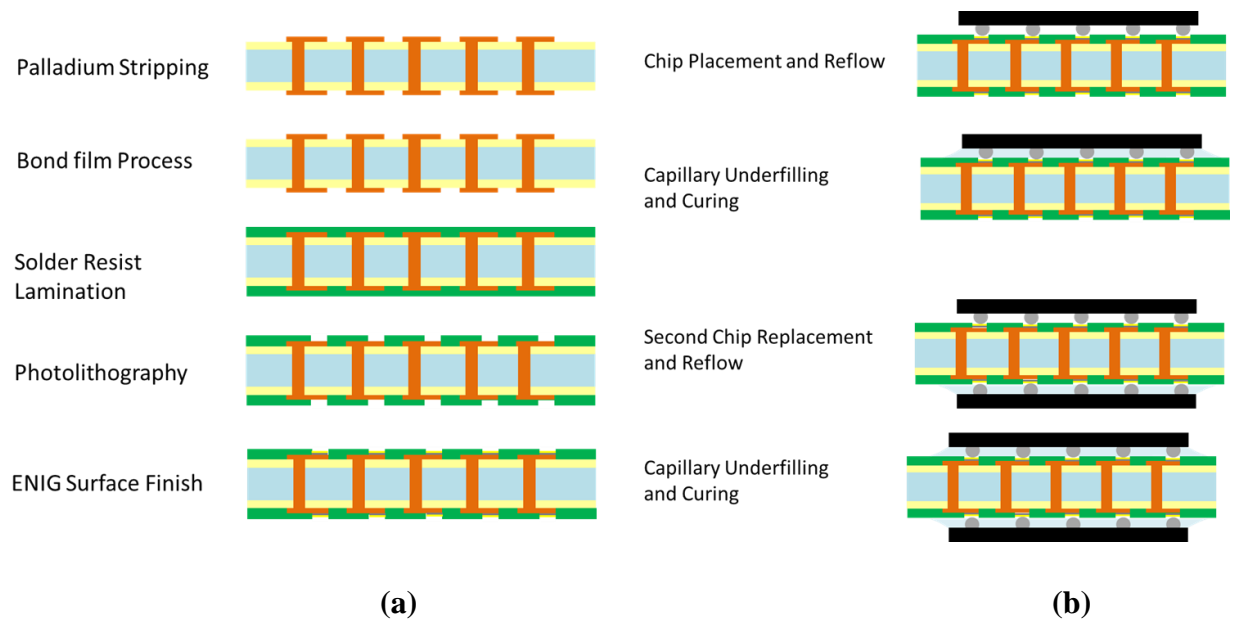 Palladium Stripping
Bond film Process
Solder Resist
Lamination
Photolithography
ENIG Surface Finish
(a)
Chip Placement and Reflow
Capillary Underfilling
and Curing
Second Chip Replacement
and Reflow
Capillary Underfilling
and Curing
(b)